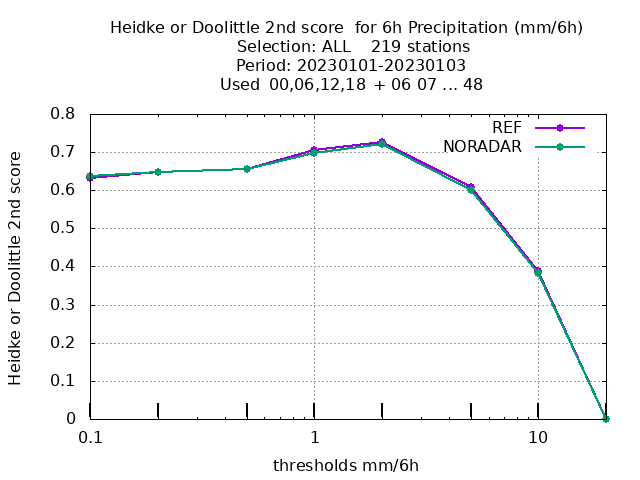 Heidke or Doolittle 2nd score  for 6h Precipitation (mm/6h)
Selection: ALL    219 stations
Period: 20230101-20230103
Used  00,06,12,18  + 06 07 ... 48
REF
NORADAR
Heidke or Doolittle 2nd score
0.8
0.7
0.6
0.5
0.4
0.3
0.2
0.1
0
0.1 1 10
thresholds mm/6h